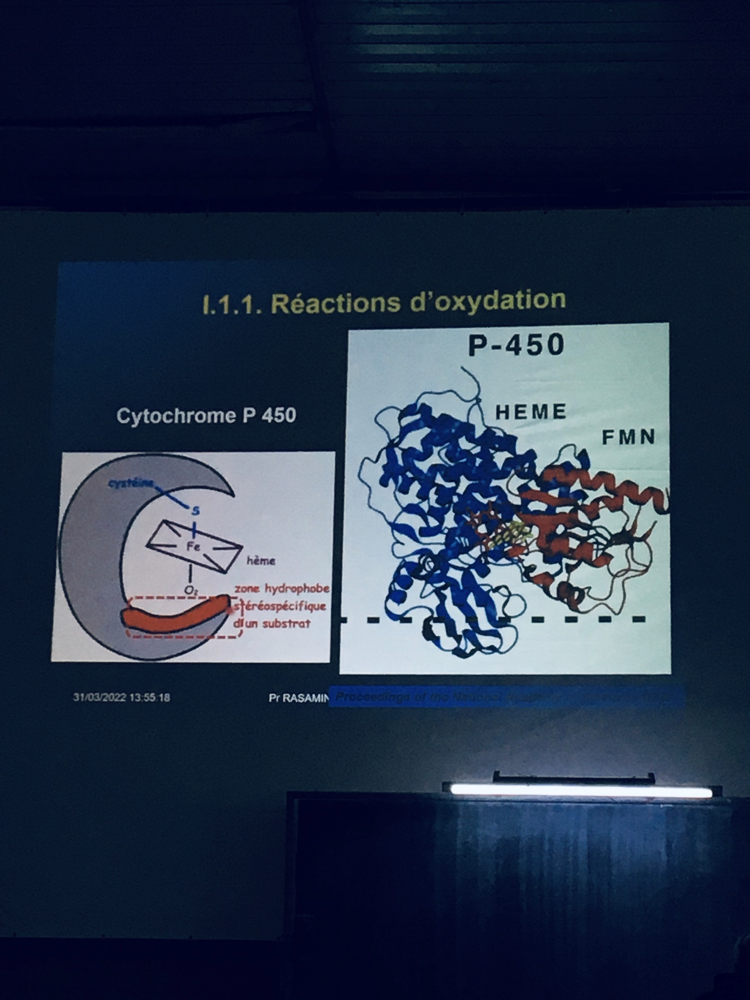 I.1.1. Réactions d'oxydation
Cytochrome P 450
cystéine
S
Fe
hème
O₂
zone hydrophobe
stéréospécifique
d'un substrat
P-450
HEME
FMN
31/03/2022 13:55:18
Pr RASAMIN
Proceedings of the National